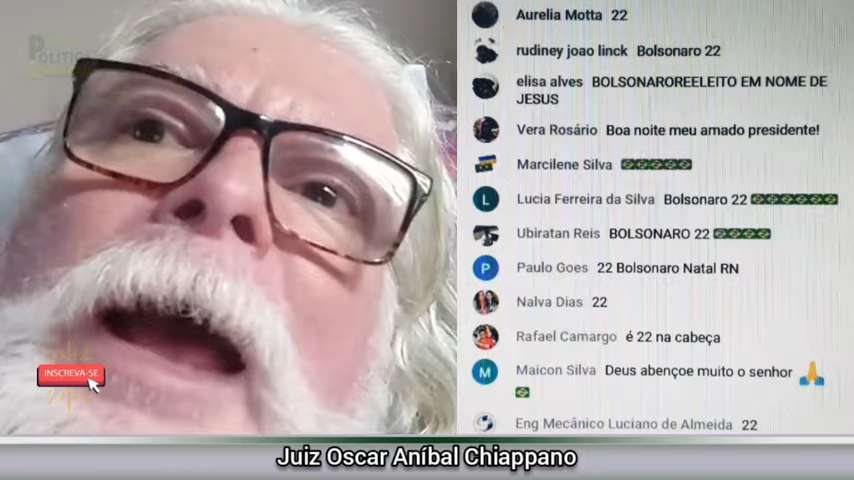 POLITICA
Aurelia Motta 22
rudiney joao linck Bolsonaro 22
elisa alves BOLSONAROREELEITO EM NOME DE
JESUS
Vera Rosário Boa noite meu amado presidente!
Marcilene Silva
L Lucia Ferreira da Silva Bolsonaro 22
Ubiratan Reis BOLSONARO 22
P Paulo Goes 22 Bolsonaro Natal RN
Nalva Dias 22
Rafael Camargo é 22 na cabeça
M Maicon Silva Deus abençoe muito o senhor
Eng Mecânico Luciano de Almeida 22
INSCREVA-SE
Juiz Oscar Aníbal Chiappano